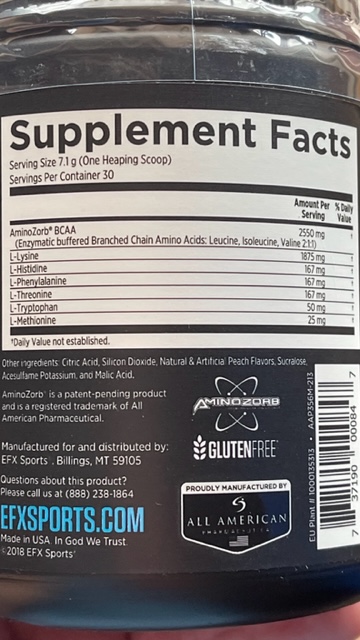 Supplement Facts
Serving Size 7.1 g (One Heaping Scoop)
Servings Per Container 30
Amount Per Serving % Daily Value
AminoZorb® BCAA 2550 mg †
(Enzymatic buffered Branched Chain Amino Acids: Leucine, Isoleucine, Valine 2:1:1)
L-Lysine 1875 mg †
L-Histidine 167 mg †
L-Phenylalanine 167 mg †
L-Threonine 167 mg †
L-Tryptophan 50 mg †
L-Methionine 25 mg †
†Daily Value not established.
Other ingredients: Citric Acid, Silicon Dioxide, Natural & Artificial Peach Flavors, Sucralose,
Acesulfame Potassium, and Malic Acid.
AminoZorb® is a patent-pending product
and is a registered trademark of All
American Pharmaceutical.
AMINOZORB
Manufactured for and distributed by:
EFX Sports®, Billings, MT 59105
GLUTENFREE
Questions about this product?
Please call us at (888) 238-1864
EFXSPORTS.COM
Made in USA. In God We Trust.
©2018 EFX Sports®
PROUDLY MANUFACTURED BY
ALL AMERICAN
PHARMACEUTICAL
EU Plant # 1000135313 • AAP356M-213
7 37190 00084 7